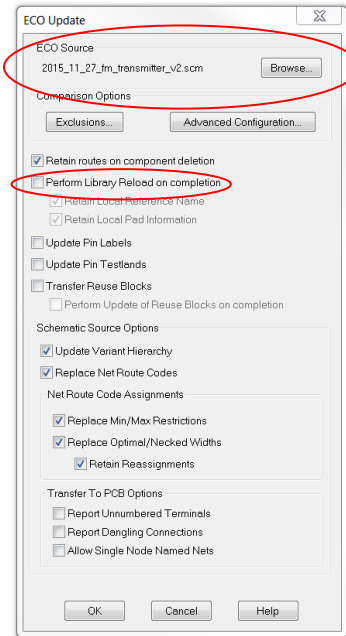 ECO Update
ECO Source
2015_11_27_fm_transmitter_v2.scm
Browse...
Comparison Options
Exclusions...
Advanced Configuration...
Retain routes on component deletion
Perform Library Reload on completion
Retain Local Reference Name
Retain Local Pad Information
Update Pin Labels
Update Pin Testlands
Transfer Reuse Blocks
Perform Update of Reuse Blocks on completion
Schematic Source Options
Update Variant Hierarchy
Replace Net Route Codes
Net Route Code Assignments
Replace Min/Max Restrictions
Replace Optimal/Necked Widths
Retain Reassignments
Transfer To PCB Options
Report Unnumbered Terminals
Report Dangling Connections
Allow Single Node Named Nets
OK
Cancel
Help